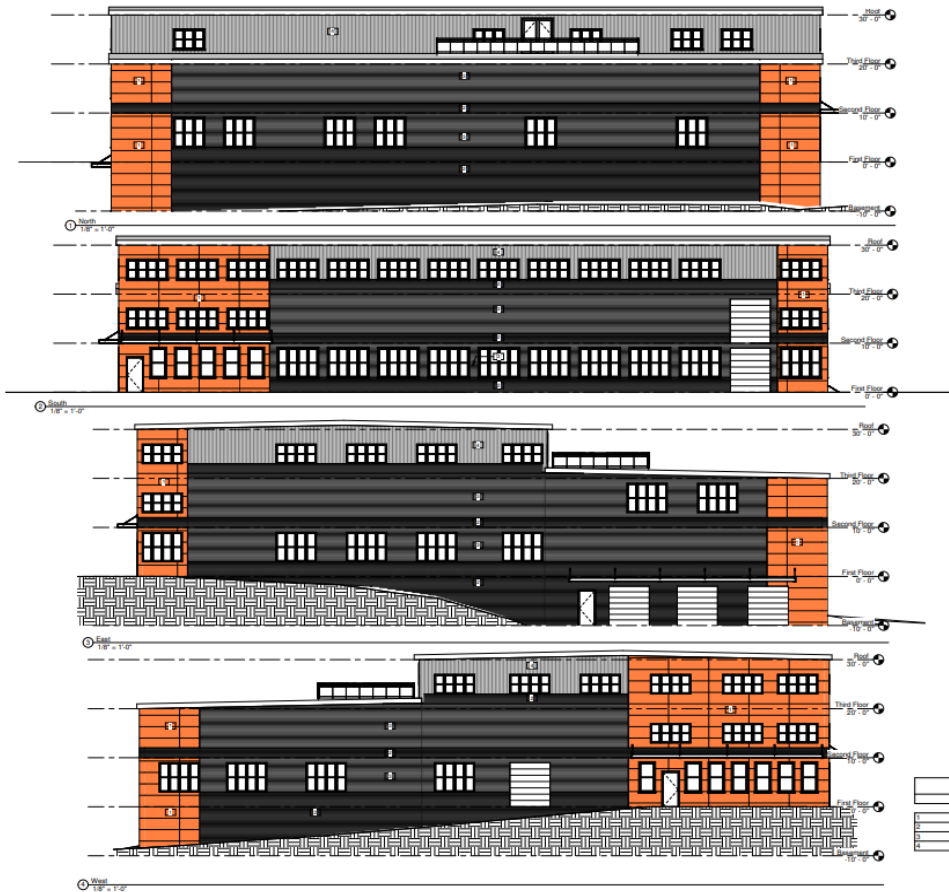 Roof
30' - 0"
Third Floor
20' - 0"
Second Floor
10' - 0"
First Floor
0' - 0"
Basement
-10' - 0"
1
North
1/8" = 1'-0"
Roof
30' - 0"
Third Floor
20' - 0"
Second Floor
10' - 0"
First Floor
0' - 0"
2
South
1/8" = 1'-0"
Roof
30' - 0"
Third Floor
20' - 0"
Second Floor
10' - 0"
First Floor
0' - 0"
Basement
-10' - 0"
3
East
1/8" = 1'-0"
Roof
30' - 0"
Third Floor
20' - 0"
Second Floor
10' - 0"
First Floor
0' - 0"
Basement
-10' - 0"
4
West
1/8" = 1'-0"
1
2
3
4